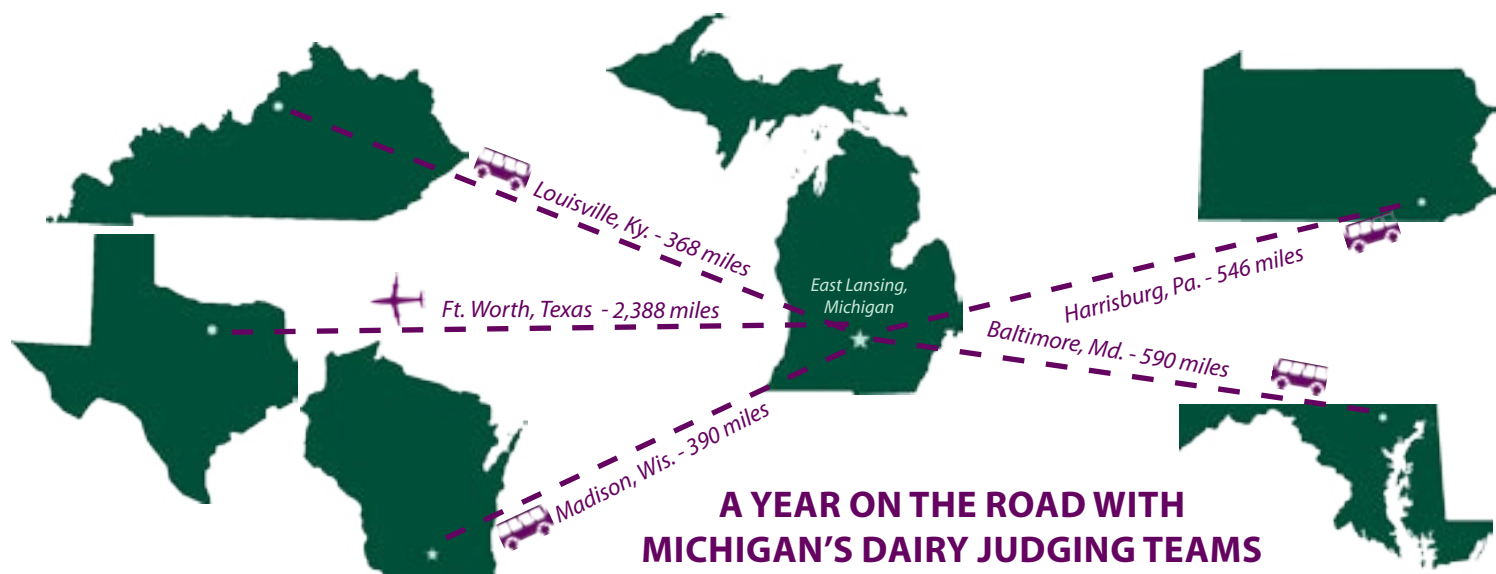 Louisville, Ky. - 368 miles
Ft. Worth, Texas - 2,388 miles
Madison, Wis. - 390 miles
East Lansing,
Michigan
Harrisburg, Pa. - 546 miles
Baltimore, Md. - 590 miles
A YEAR ON THE ROAD WITH
MICHIGAN’S DAIRY JUDGING TEAMS